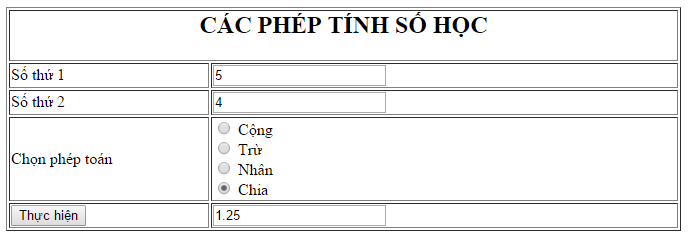 CÁC PHÉP TÍNH SỐ HỌC
Số thứ 1 5
Số thứ 2 4
Chọn phép toán
Cộng
Trừ
Nhân
Chia
Thực hiện 1.25